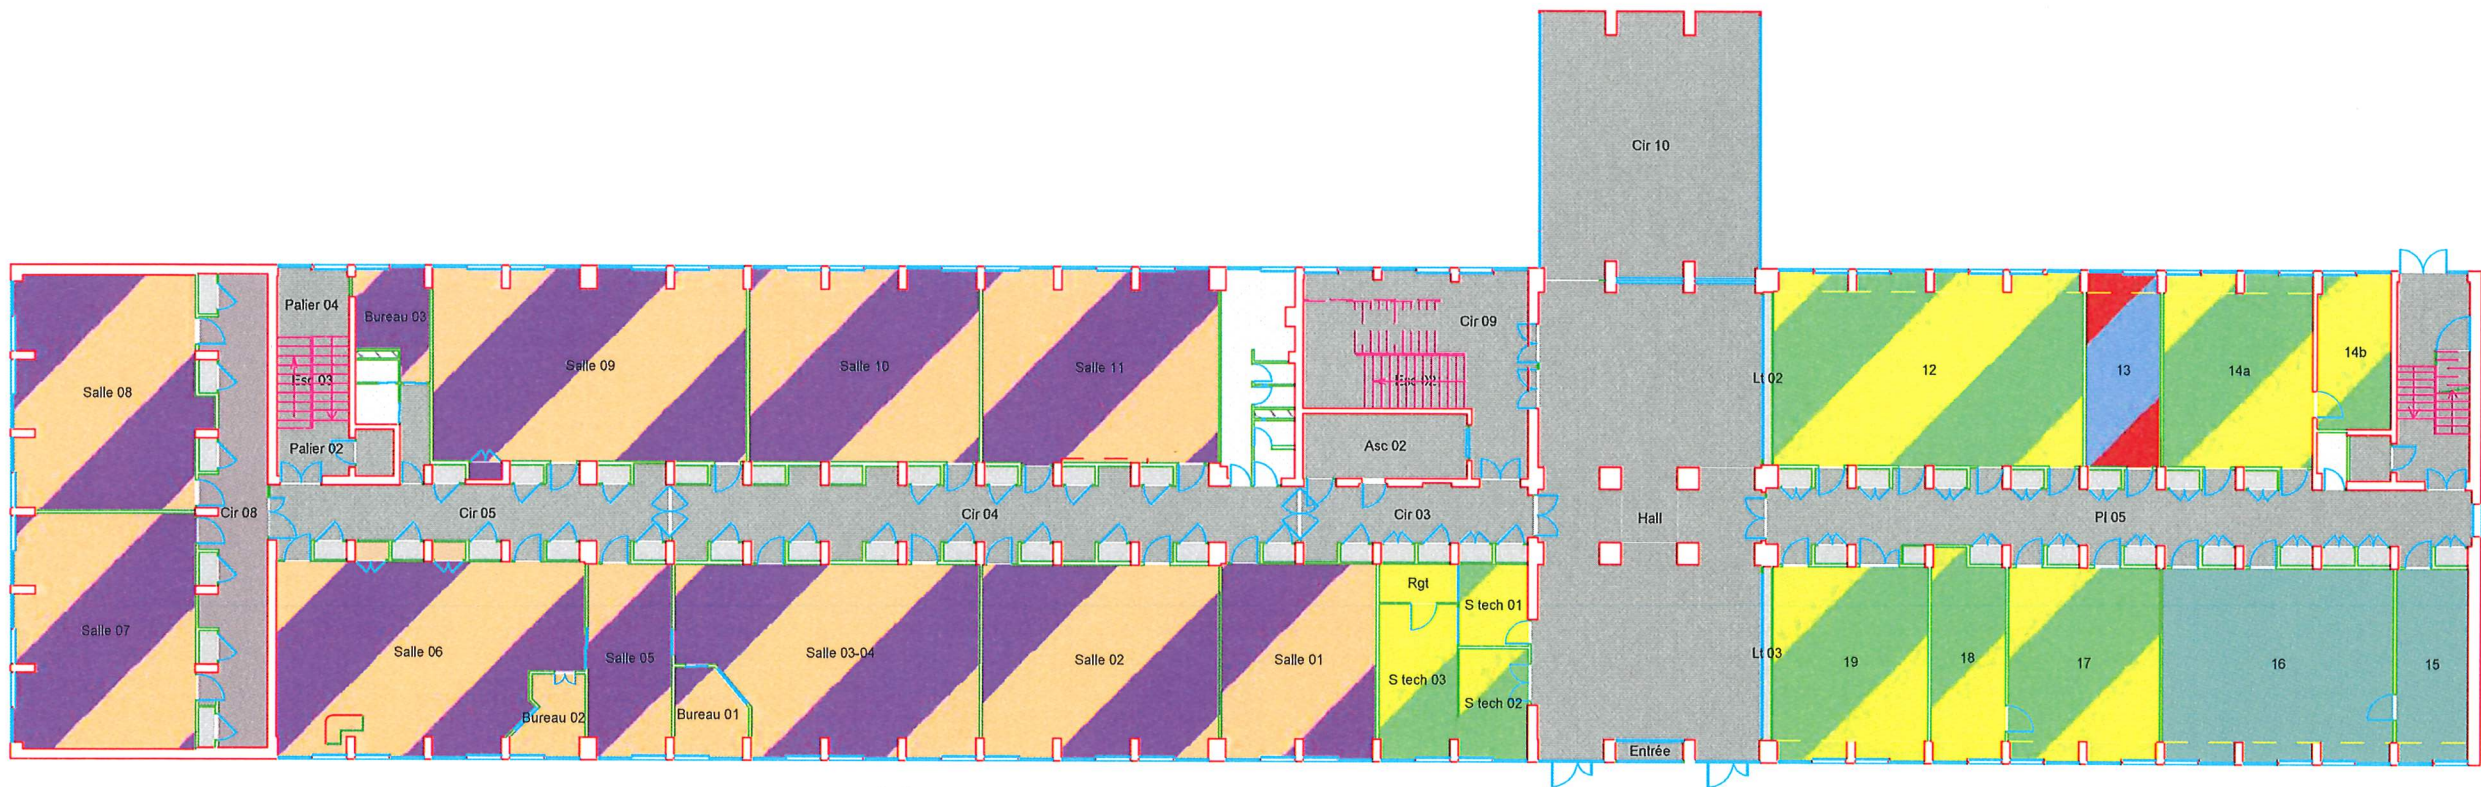 Cir 10
Palier 04
Bureau 03
Cir 09
Salle 08
Esc 03
Salle 09
Salle 10
Salle 11
Esc 02
Lt 02
12
13
14a
14b
Palier 02
Asc 02
Cir 08
Cir 05
Cir 04
Cir 03
Hall
Pl 05
Rgt
S tech 01
Salle 07
Salle 06
Salle 05
Salle 03-04
Salle 02
Salle 01
S tech 03
S tech 02
Lt 03
19
18
17
16
15
Bureau 02
Bureau 01
Entrée